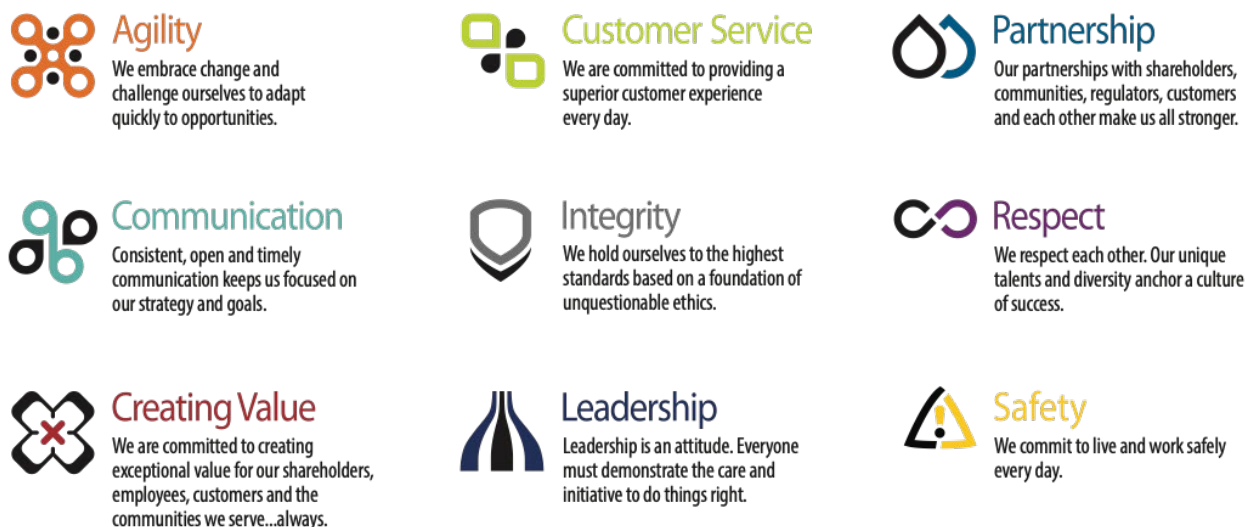 Agility
We embrace change and
challenge ourselves to adapt
quickly to opportunities.
Customer Service
We are committed to providing a
superior customer experience
every day.
Partnership
Our partnerships with shareholders,
communities, regulators, customers
and each other make us all stronger.
Communication
Consistent, open and timely
communication keeps us focused on
our strategy and goals.
Integrity
We hold ourselves to the highest
standards based on a foundation of
unquestionable ethics.
Respect
We respect each other. Our unique
talents and diversity anchor a culture
of success.
Creating Value
We are committed to creating
exceptional value for our shareholders,
employees, customers and the
communities we serve...always.
Leadership
Leadership is an attitude. Everyone
must demonstrate the care and
initiative to do things right.
Safety
We commit to live and work safely
every day.